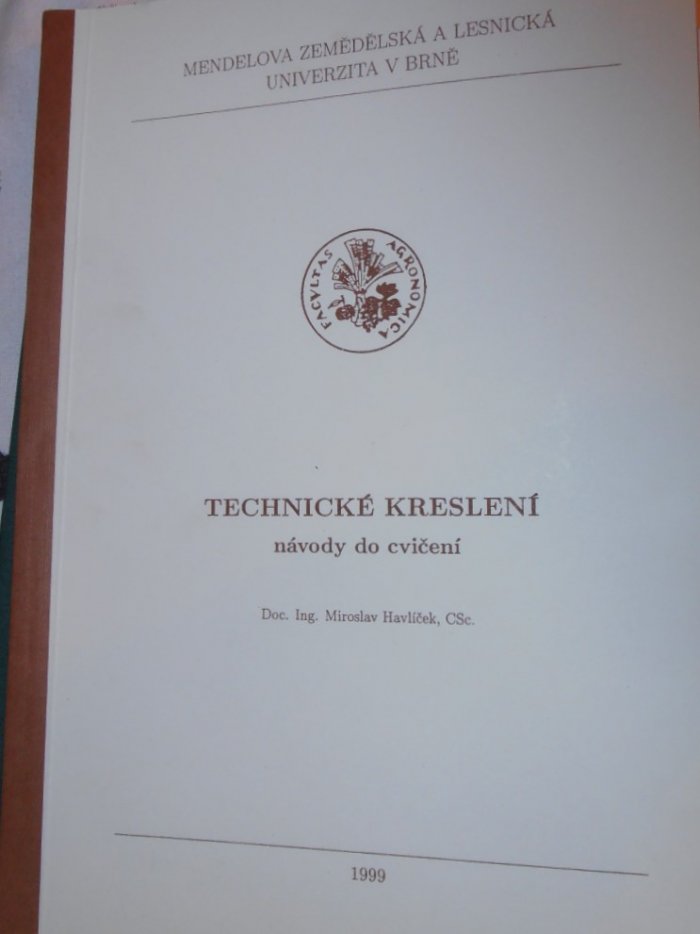 MENDELOVA ZEMĚDĚLSKÁ A LESNICKÁ
UNIVERZITA V BRNĚ
FACVLTAS AGRONOMICA
TECHNICKÉ KRESLENÍ
návody do cvičení
Doc. Ing. Miroslav Havlíček, CSc.
1999